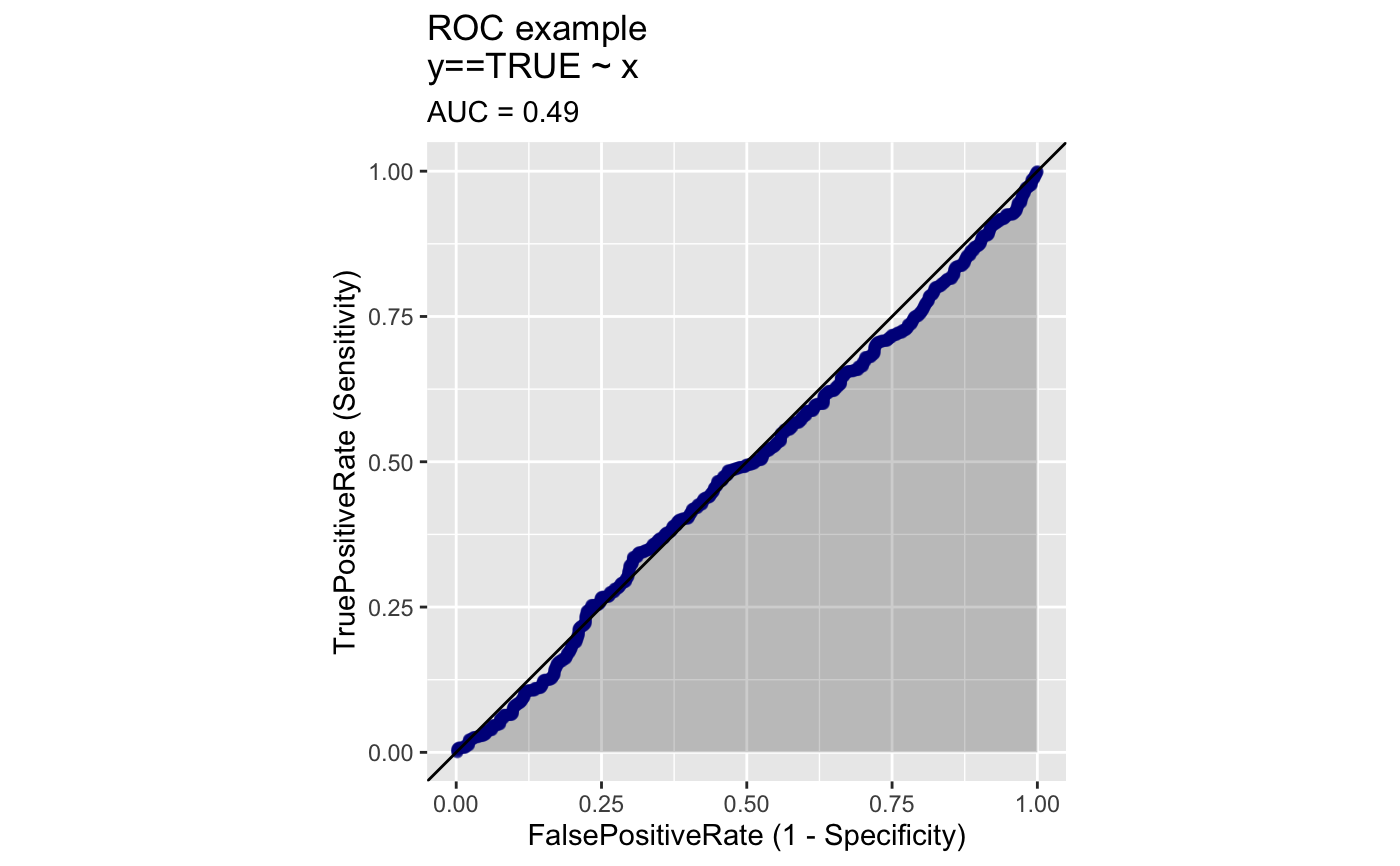 ROC example
y==TRUE ~ x
AUC = 0.49
TruePositiveRate (Sensitivity)
1.00
0.75
0.50
0.25
0.00
0.00 0.25 0.50 0.75 1.00
FalsePositiveRate (1 - Specificity)